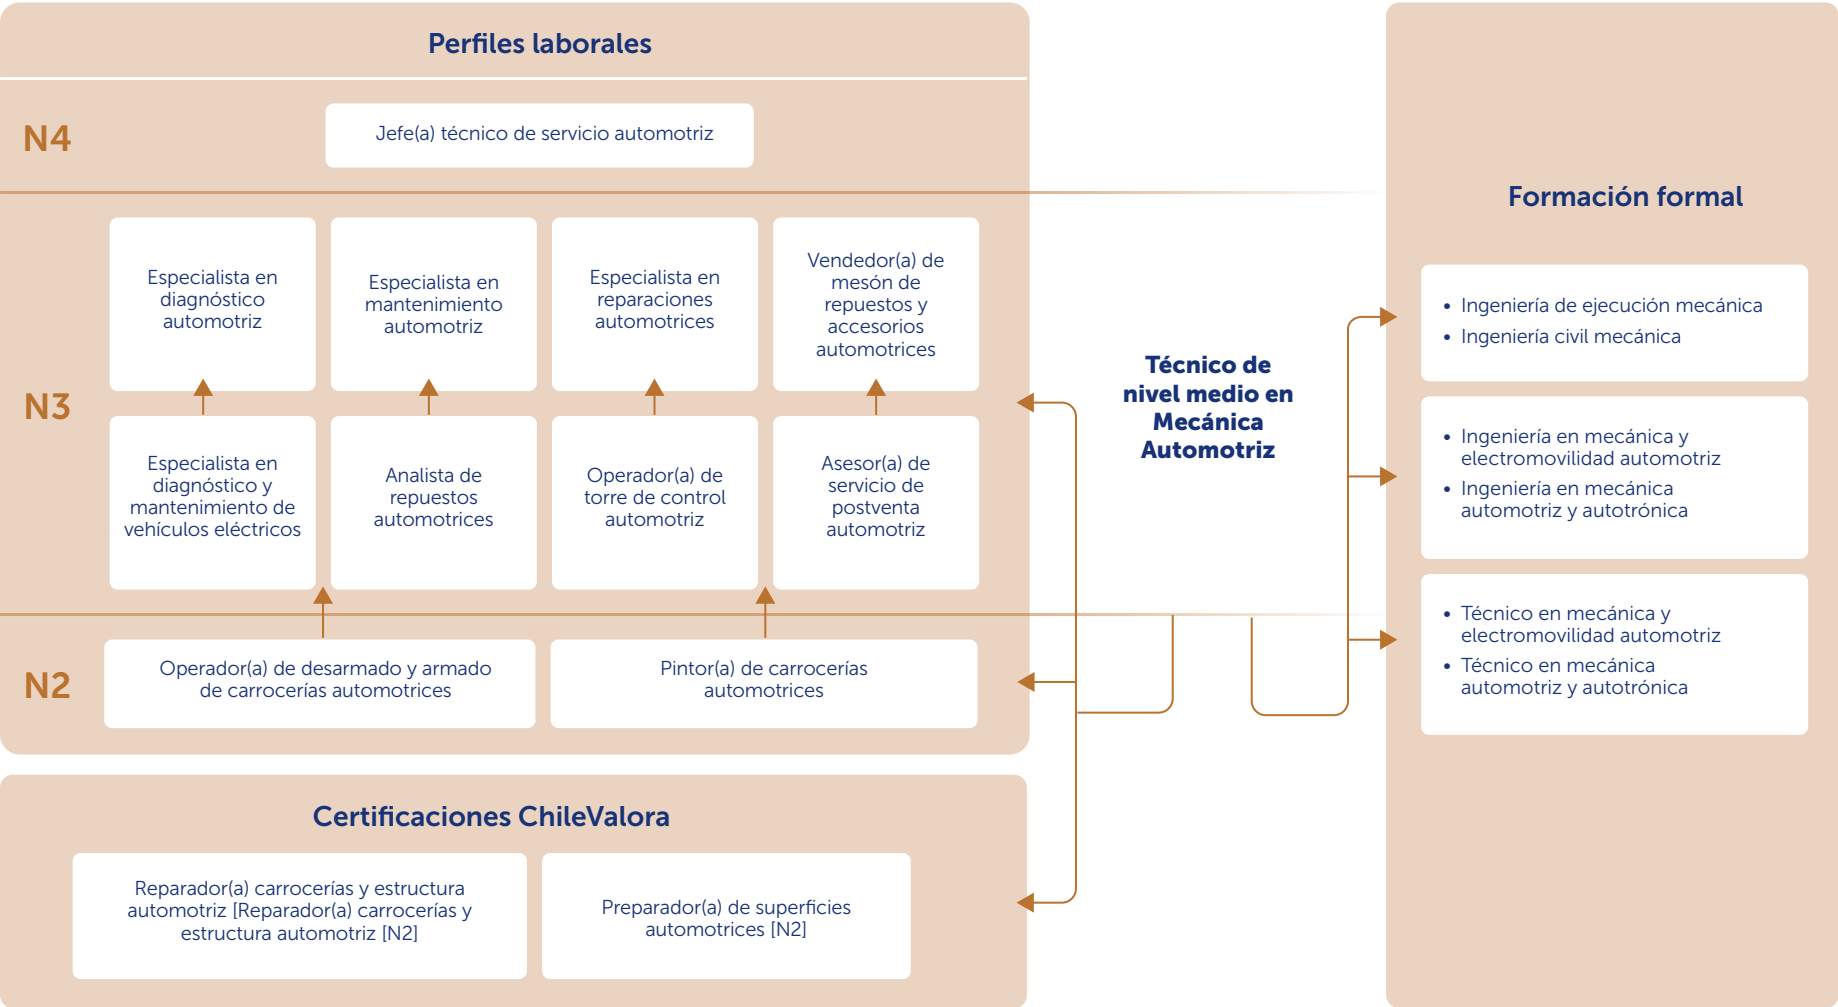 Perfiles laborales
N4
Jefe(a) técnico de servicio automotriz
N3
Especialista en
diagnóstico
automotriz
Especialista en
mantenimiento
automotriz
Especialista en
reparaciones
automotrices
Vendedor(a) de
mesón de
repuestos y
accesorios
automotrices
Especialista en
diagnóstico y
mantenimiento de
vehículos eléctricos
Analista de
repuestos
automotrices
Operador(a) de
torre de control
automotriz
Asesor(a) de
servicio de
postventa
automotriz
N2
Operador(a) de desarmado y armado
de carrocerías automotrices
Pintor(a) de carrocerías
automotrices
Certificaciones ChileValora
Reparador(a) carrocerías y estructura
automotriz [Reparador(a) carrocerías y
estructura automotriz [N2]
Preparador(a) de superficies
automotrices [N2]
Técnico de
nivel medio en
Mecánica
Automotriz
Formación formal
• Ingeniería de ejecución mecánica
• Ingeniería civil mecánica
• Ingeniería en mecánica y
electromovilidad automotriz
• Ingeniería en mecánica
automotriz y autotrónica
• Técnico en mecánica y
electromovilidad automotriz
• Técnico en mecánica
automotriz y autotrónica